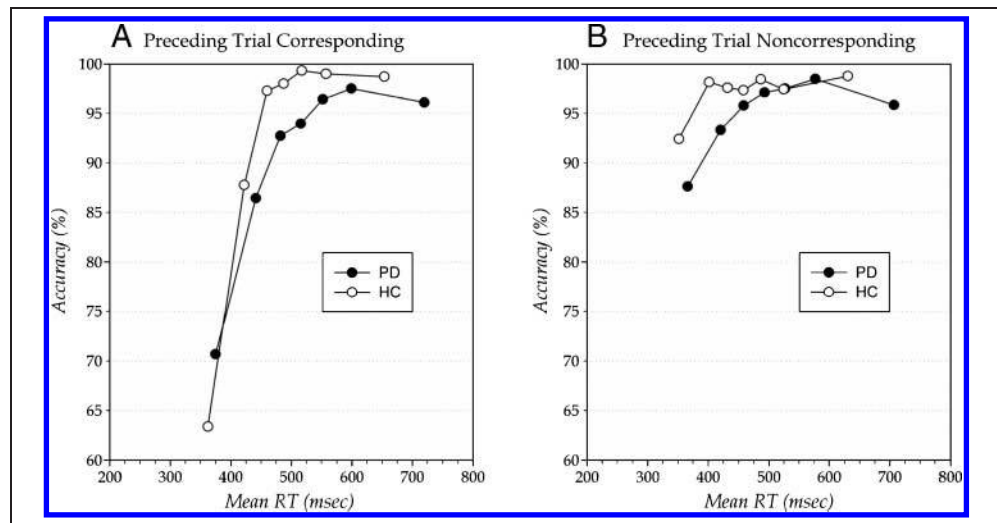 A Preceding Trial Corresponding
100
95
90
85
80
75
70
65
60
Accuracy (%)
PD
HC
200 300 400 500 600 700 800
Mean RT (msec)
B Preceding Trial Noncorresponding
100
95
90
85
80
75
70
65
60
Accuracy (%)
PD
HC
200 300 400 500 600 700 800
Mean RT (msec)